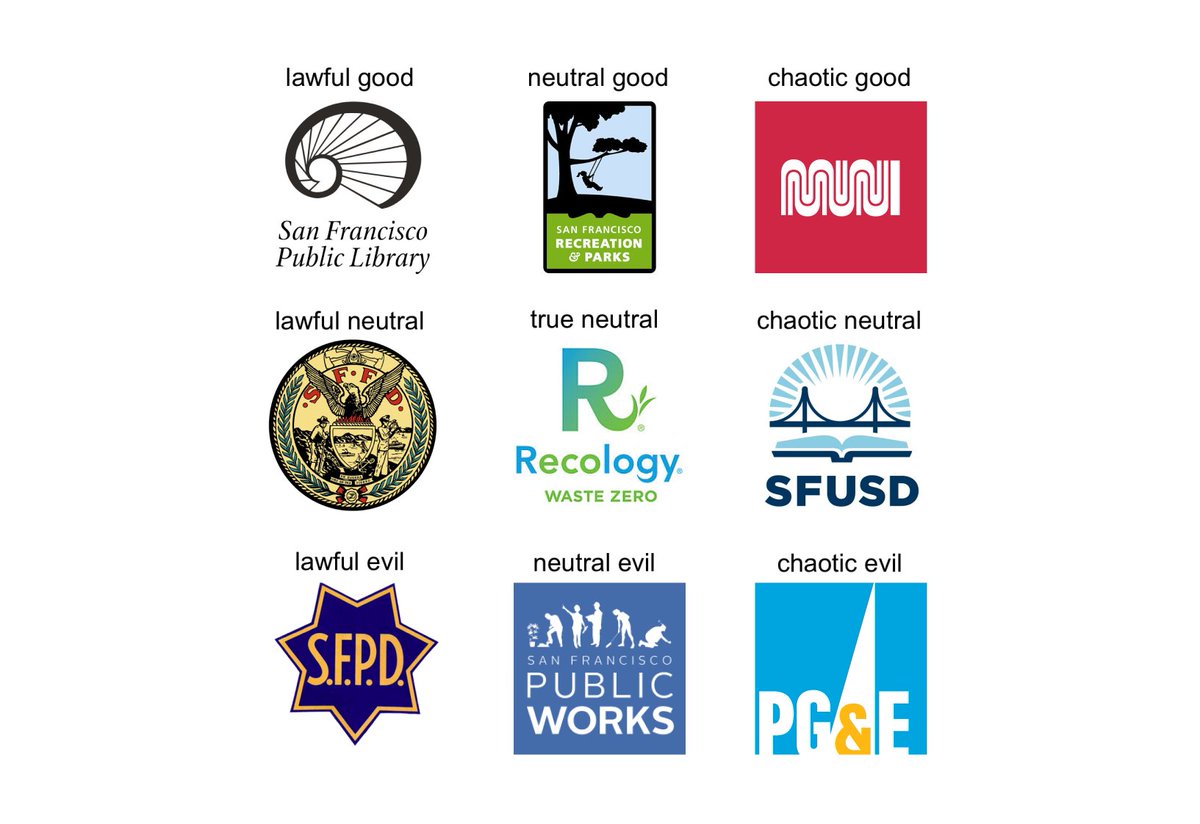 lawful good
neutral good
chaotic good
San Francisco
Public Library
SAN FRANCISCO
RECREATION
& PARKS
MUNI
lawful neutral
true neutral
chaotic neutral
S.F.F.D.
R®
Recology®
WASTE ZERO
SFUSD
lawful evil
neutral evil
chaotic evil
S.F.P.D.
SAN FRANCISCO
PUBLIC
WORKS
PG&E